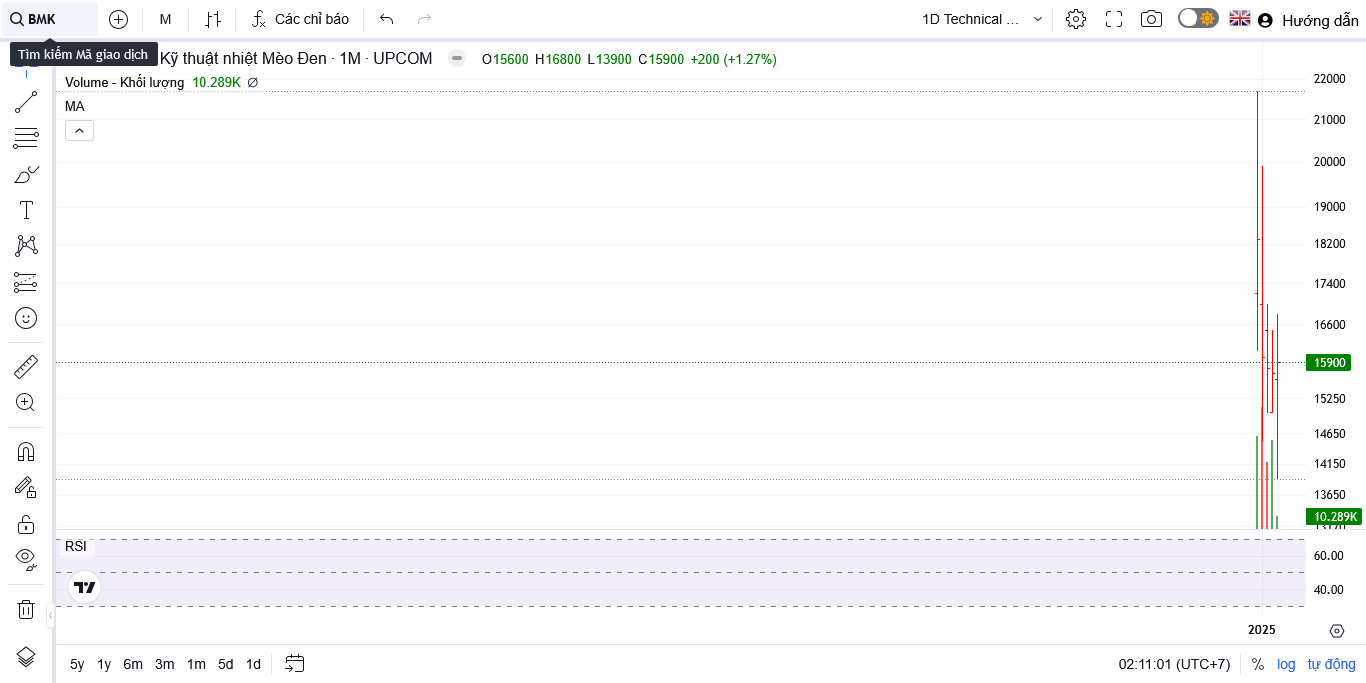 BMK
M
Các chỉ báo
1D Technical ...
Hướng dẫn
Tìm kiếm Mã giao dịch
Kỹ thuật nhiệt Mèo Đen · 1M · UPCOM
O15600 H16800 L13900 C15900 +200 (+1.27%)
Volume - Khối lượng 10.289K ∅
MA
22000
21000
20000
19000
18200
17400
16600
15900
15250
14650
14150
13650
10.289K
RSI
60.00
40.00
2025
5y 1y 6m 3m 1m 5d 1d
02:11:01 (UTC+7)
%
log
tự động